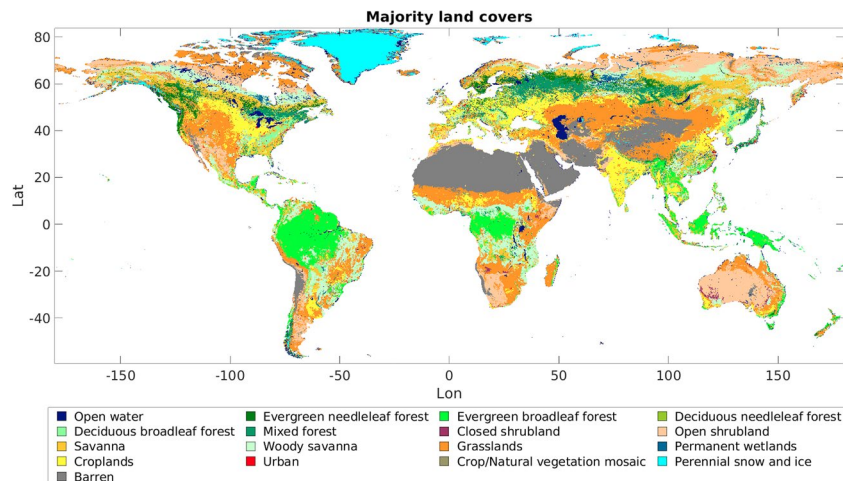 Majority land covers
80
60
40
20
0
-20
-40
Lat
-150 -100 -50 0 50 100 150
Lon
Open water Evergreen needleleaf forest Evergreen broadleaf forest Deciduous needleleaf forest
Deciduous broadleaf forest Mixed forest Closed shrubland Open shrubland
Savanna Woody savanna Grasslands Permanent wetlands
Croplands Urban Crop/Natural vegetation mosaic Perennial snow and ice
Barren